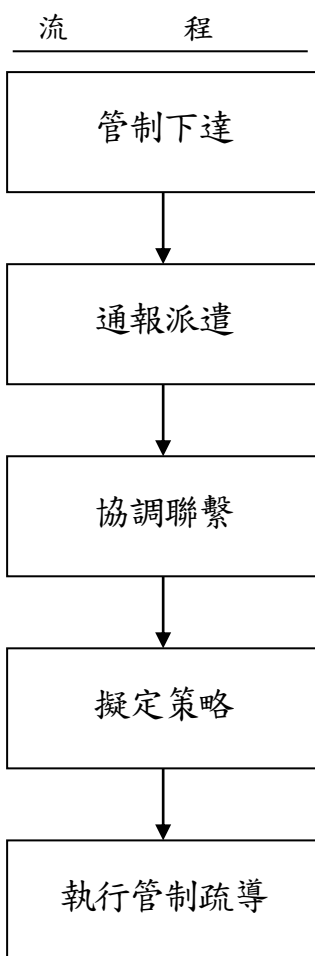 流 程
管制下達
通報派遣
協調聯繫
擬定策略
執行管制疏導